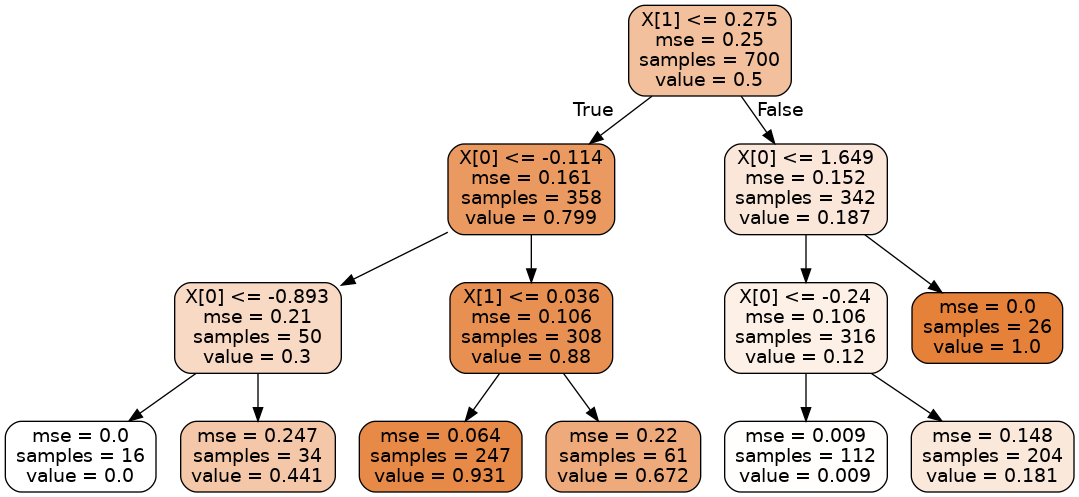 X[1] <= 0.275
mse = 0.25
samples = 700
value = 0.5
True
False
X[0] <= -0.114
mse = 0.161
samples = 358
value = 0.799
X[0] <= 1.649
mse = 0.152
samples = 342
value = 0.187
X[0] <= -0.893
mse = 0.21
samples = 50
value = 0.3
X[1] <= 0.036
mse = 0.106
samples = 308
value = 0.88
X[0] <= -0.24
mse = 0.106
samples = 316
value = 0.12
mse = 0.0
samples = 26
value = 1.0
mse = 0.0
samples = 16
value = 0.0
mse = 0.247
samples = 34
value = 0.441
mse = 0.064
samples = 247
value = 0.931
mse = 0.22
samples = 61
value = 0.672
mse = 0.009
samples = 112
value = 0.009
mse = 0.148
samples = 204
value = 0.181